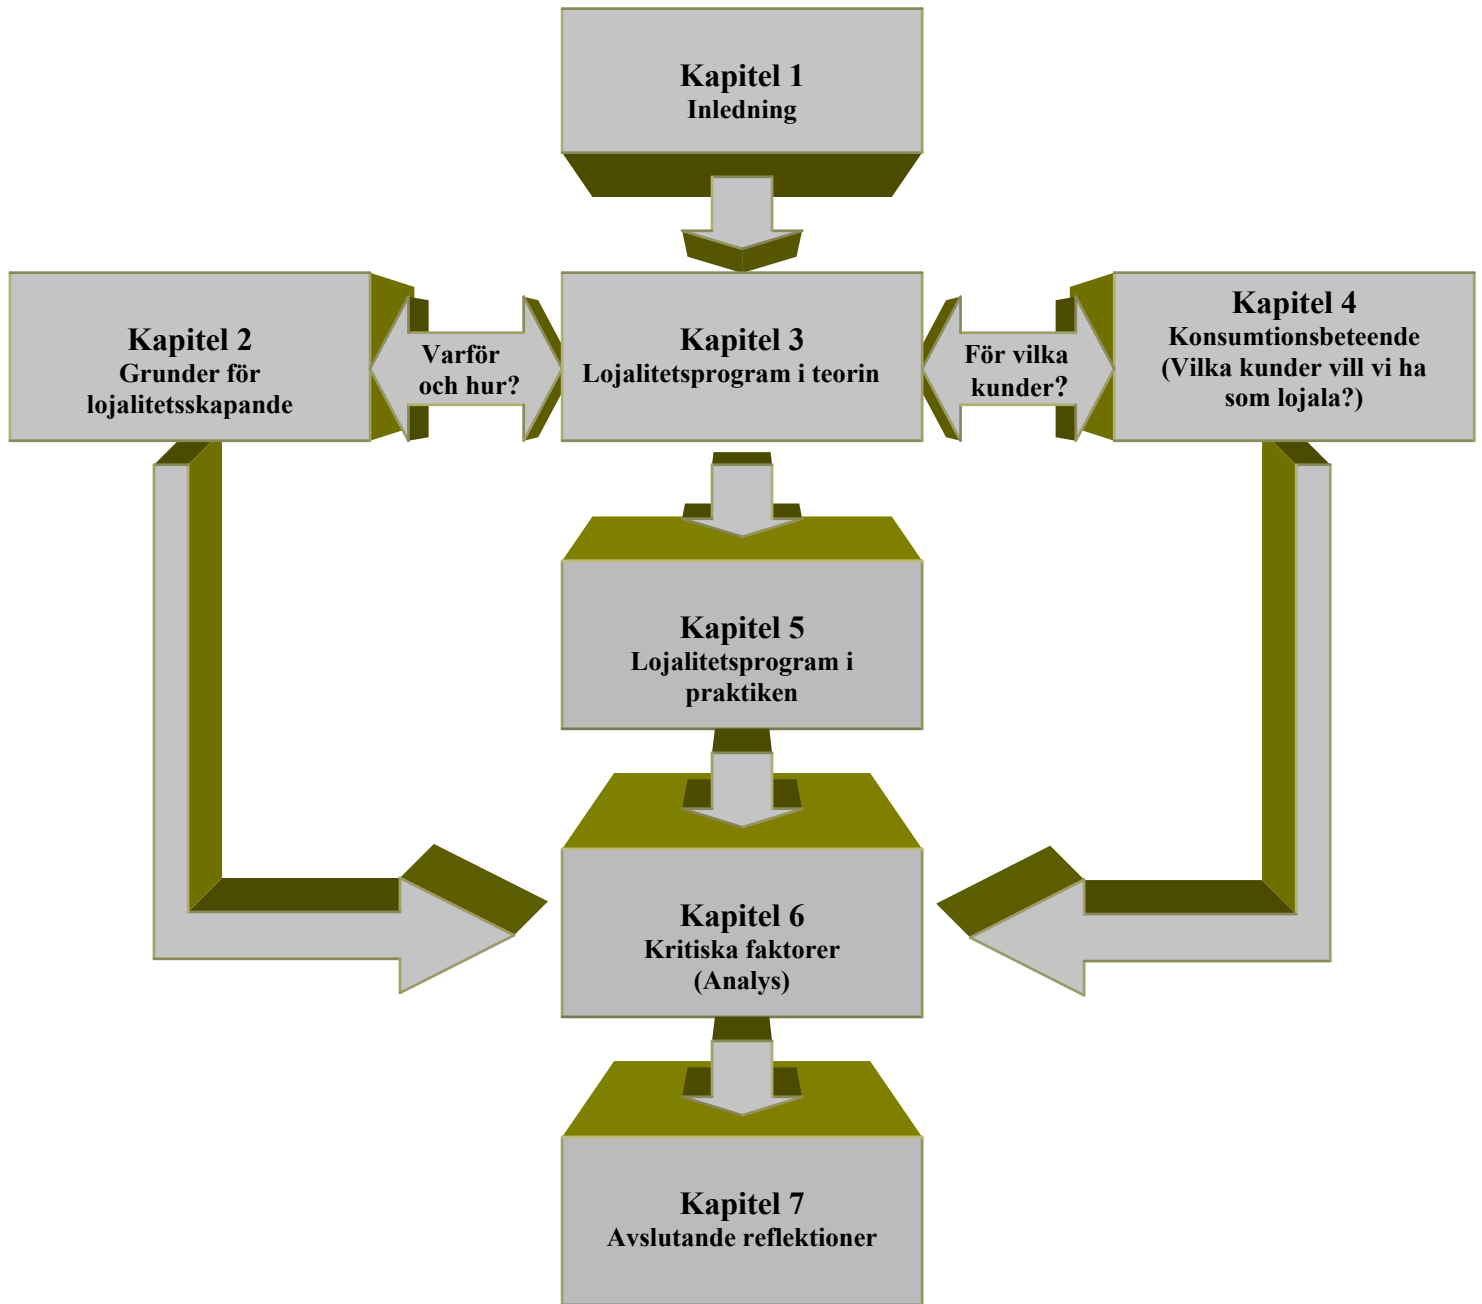 Kapitel 1
Inledning
Kapitel 2
Grunder för
lojalitetsskapande
Varför
och hur?
Kapitel 3
Lojalitetsprogram i teorin
För vilka
kunder?
Kapitel 4
Konsumtionsbeteende
(Vilka kunder vill vi ha
som lojala?)
Kapitel 5
Lojalitetsprogram i
praktiken
Kapitel 6
Kritiska faktorer
(Analys)
Kapitel 7
Avslutande reflektioner